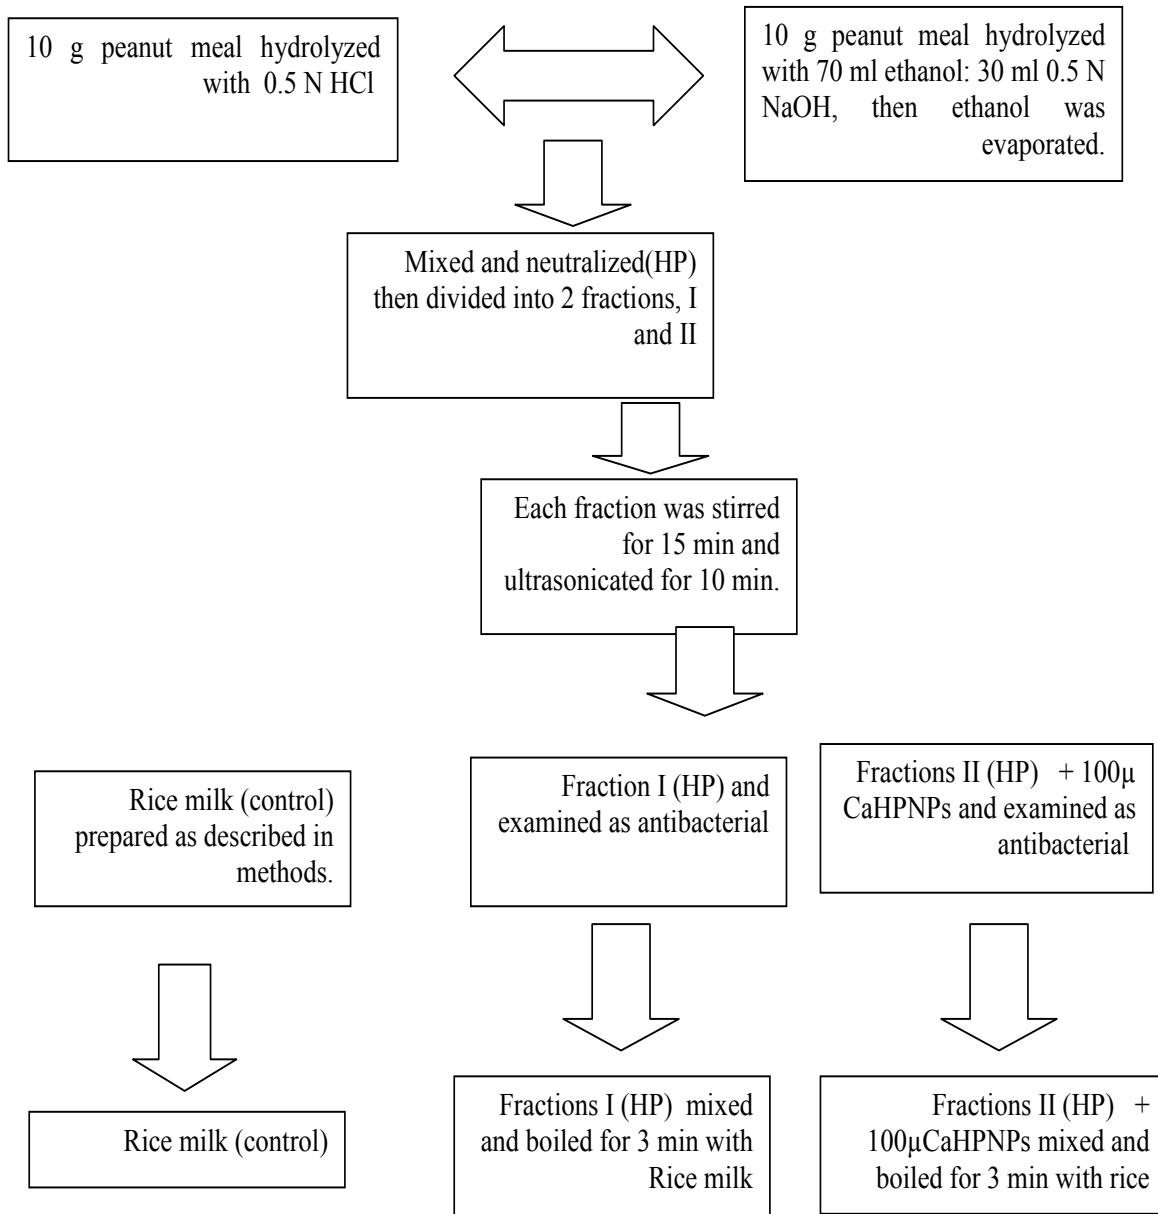 10 g peanut meal hydrolyzed
with 0.5 N HCl
10 g peanut meal hydrolyzed
with 70 ml ethanol: 30 ml 0.5 N
NaOH, then ethanol was
evaporated.
Mixed and neutralized(HP)
then divided into 2 fractions, I
and II
Each fraction was stirred
for 15 min and
ultrasonicated for 10 min.
Rice milk (control)
prepared as described in
methods.
Fraction I (HP) and
examined as antibacterial
Fractions II (HP) + 100µ
CaHPNPs and examined as
antibacterial
Rice milk (control)
Fractions I (HP) mixed
and boiled for 3 min with
Rice milk
Fractions II (HP) +
100µCaHPNPs mixed and
boiled for 3 min with rice